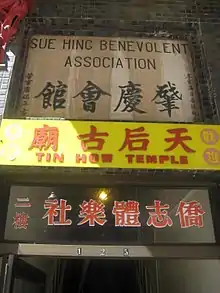 SUE HING BENEVOLENT
ASSOCIATION
館會慶肇
廟古后天
TIN HOW TEMPLE
二樓
社樂體志僑
125